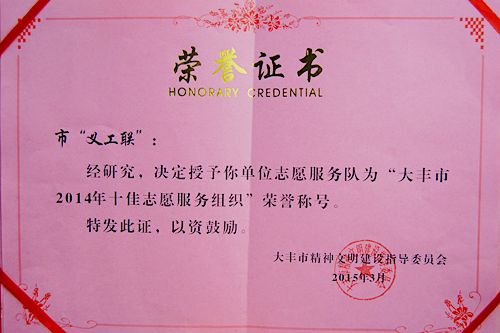 荣誉证书
HONORARY CREDENTIAL
市“义工联”：
经研究，决定授予你单位志愿服务队为“大丰市
2014年十佳志愿服务组织”荣誉称号。
特发此证，以资鼓励。
大丰市精神文明建设指导委员会
2015年3月